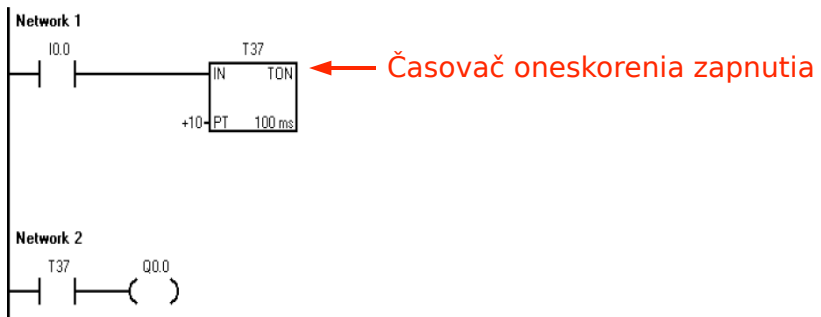 Network 1
I0.0
T37
IN TON
Časovač oneskorenia zapnutia
+10 PT 100 ms
Network 2
T37 Q0.0